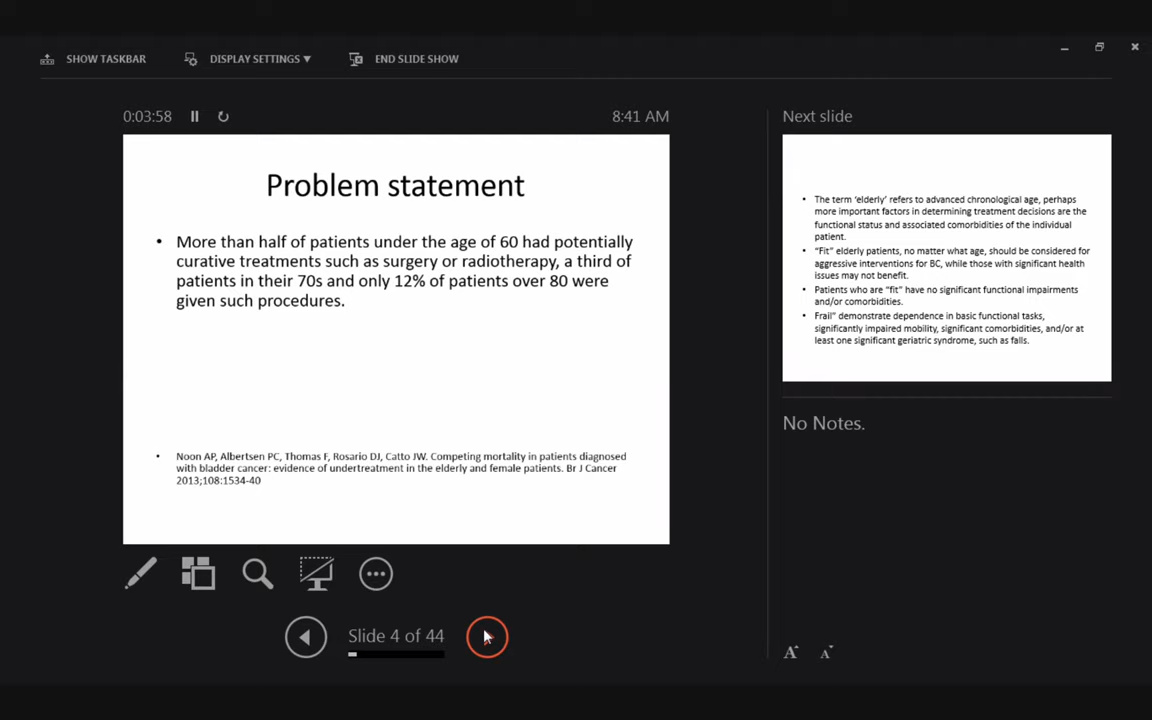 SHOW TASKBAR
DISPLAY SETTINGS ▼
END SLIDE SHOW
0:03:58
8:41 AM
Problem statement
• More than half of patients under the age of 60 had potentially
curative treatments such as surgery or radiotherapy, a third of
patients in their 70s and only 12% of patients over 80 were
given such procedures.
• Noon AP, Albertsen PC, Thomas F, Rosario DJ, Catto JW. Competing mortality in patients diagnosed
with bladder cancer: evidence of undertreatment in the elderly and female patients. Br J Cancer
2013;108:1534-40
Slide 4 of 44
Next slide
• The term ‘elderly’ refers to advanced chronological age, perhaps
more important factors in determining treatment decisions are the
functional status and associated comorbidities of the individual
patient.
• “Fit” elderly patients, no matter what age, should be considered for
aggressive interventions for BC, while those with significant health
issues may not benefit.
• Patients who are “fit” have no significant functional impairments
and/or comorbidities.
• Frail” demonstrate dependence in basic functional tasks,
significantly impaired mobility, significant comorbidities, and/or at
least one significant geriatric syndrome, such as falls.
No Notes.
A A